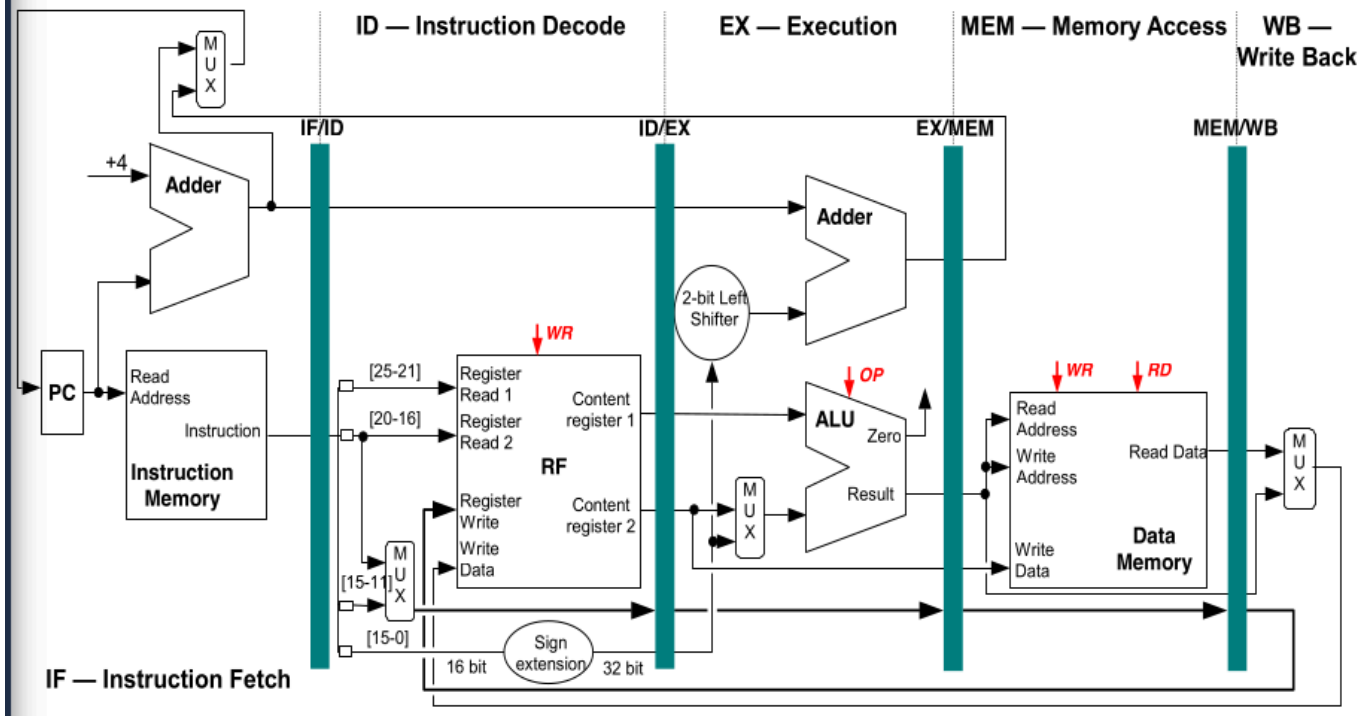 ID — Instruction Decode
EX — Execution
MEM — Memory Access
WB —
Write Back
M
U
X
IF/ID
ID/EX
EX/MEM
MEM/WB
+4
Adder
Adder
2-bit Left
Shifter
PC
Read
Address
Instruction
Instruction
Memory
[25-21]
[20-16]
[15-11]
[15-0]
WR
Register
Read 1
Register
Read 2
RF
Register
Write
Write
Data
Content
register 1
Content
register 2
M
U
X
Sign
extension
16 bit
32 bit
M
U
X
OP
ALU
Zero
Result
WR
RD
Read
Address
Write
Address
Write
Data
Read Data
Data
Memory
M
U
X
IF — Instruction Fetch